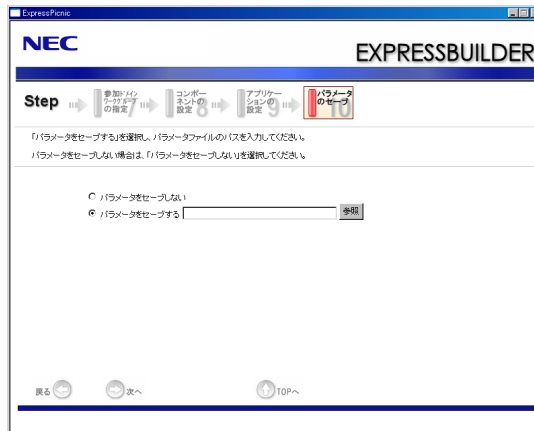 ExpressPicnic
NEC
EXPRESSBUILDER
Step
参加ドメイン
ワークグループ
の指定
7
コンポー
ネントの
設定
8
アプリケー
ションの
設定
9
パラメータ
のセーブ
10
「パラメータをセーブする」を選択し、パラメータファイルのパスを入力してください。
パラメータをセーブしない場合は、「パラメータをセーブしない」を選択してください。
パラメータをセーブしない
パラメータをセーブする
参照
戻る
次へ
TOPへ